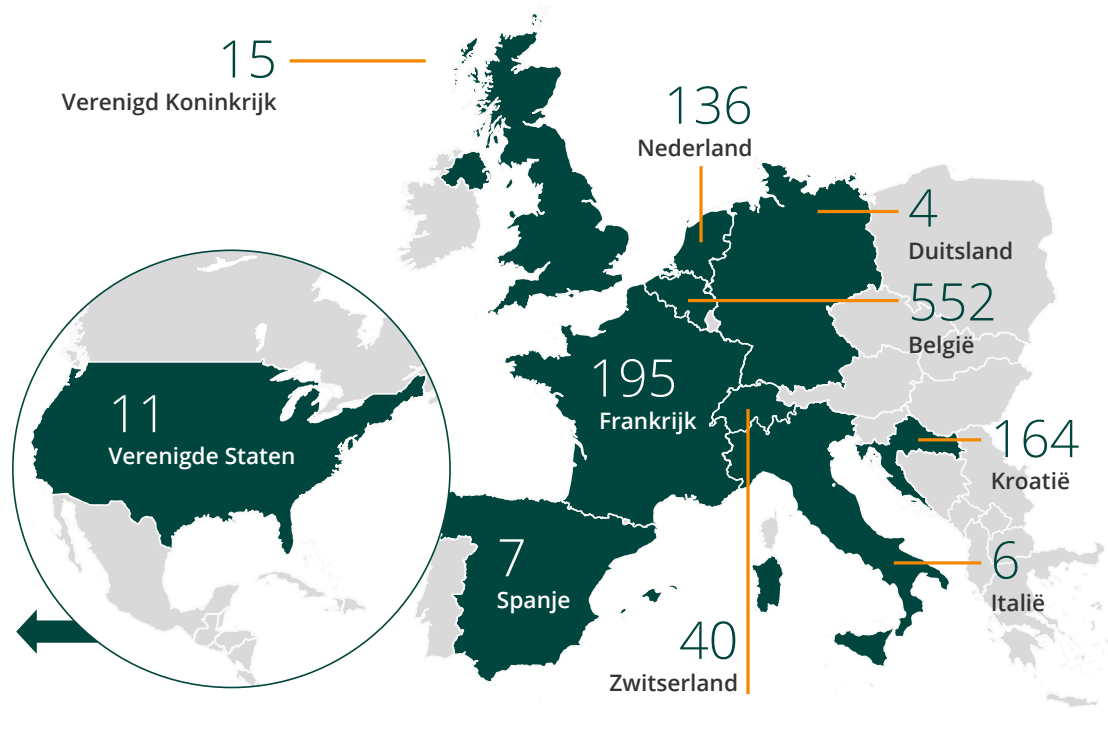 15
Verenigd Koninkrijk
136
Nederland
4
Duitsland
552
België
195
Frankrijk
11
Verenigde Staten
164
Kroatië
7
Spanje
6
Italië
40
Zwitserland